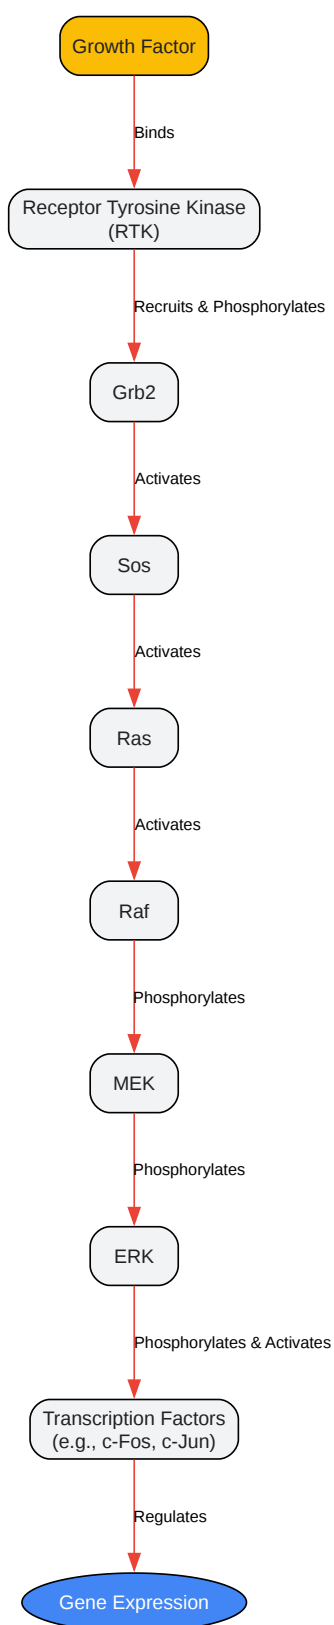 Growth Factor
Binds
Receptor Tyrosine Kinase
(RTK)
Recruits & Phosphorylates
Grb2
Activates
Sos
Activates
Ras
Activates
Raf
Phosphorylates
MEK
Phosphorylates
ERK
Phosphorylates & Activates
Transcription Factors
(e.g., c-Fos, c-Jun)
Regulates
Gene Expression